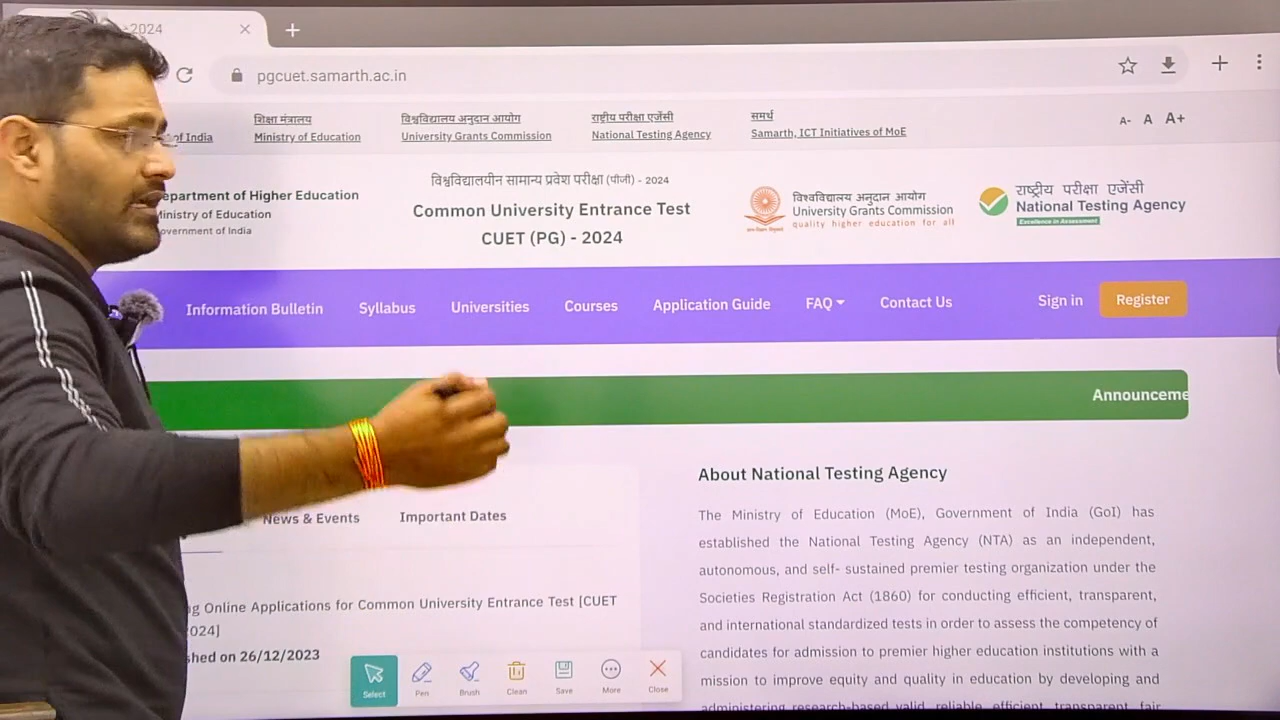 2024
pgcuet.samarth.ac.in
of India
शिक्षा मंत्रालय
Ministry of Education
विश्वविद्यालय अनुदान आयोग
University Grants Commission
राष्ट्रीय परीक्षा एजेंसी
National Testing Agency
समर्थ
Samarth, ICT Initiatives of MoE
A- A A+
epartment of Higher Education
Ministry of Education
overnment of India
विश्वविद्यालयीन सामान्य प्रवेश परीक्षा (पीजी) - 2024
Common University Entrance Test
CUET (PG) - 2024
विश्वविद्यालय अनुदान आयोग
University Grants Commission
quality higher education for all
राष्ट्रीय परीक्षा एजेंसी
National Testing Agency
Excellence in Assessment
Information Bulletin
Syllabus
Universities
Courses
Application Guide
FAQ
Contact Us
Sign in
Register
Announceme
News & Events
Important Dates
g Online Applications for Common University Entrance Test [CUET
024]
shed on 26/12/2023
About National Testing Agency
The Ministry of Education (MoE), Government of India (GoI) has
established the National Testing Agency (NTA) as an independent,
autonomous, and self- sustained premier testing organization under the
Societies Registration Act (1860) for conducting efficient, transparent,
and international standardized tests in order to assess the competency of
candidates for admission to premier higher education institutions with a
mission to improve equity and quality in education by developing and
administering research-based valid, reliable, efficient, transparent, fair
Select
Pen
Brush
Clean
Save
More
Close